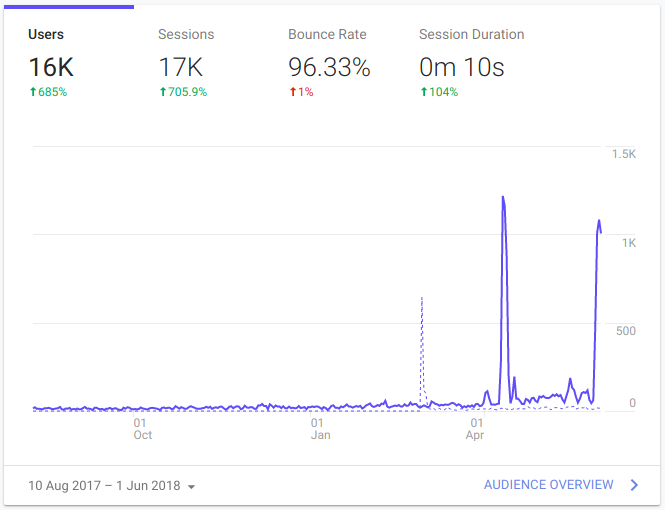 Users Sessions Bounce Rate Session Duration
16K 17K 96.33% 0m 10s
685% 705.9% 1% 104%
1.5K
1K
500
0
01 01 01
Oct Jan Apr
10 Aug 2017 – 1 Jun 2018 AUDIENCE OVERVIEW